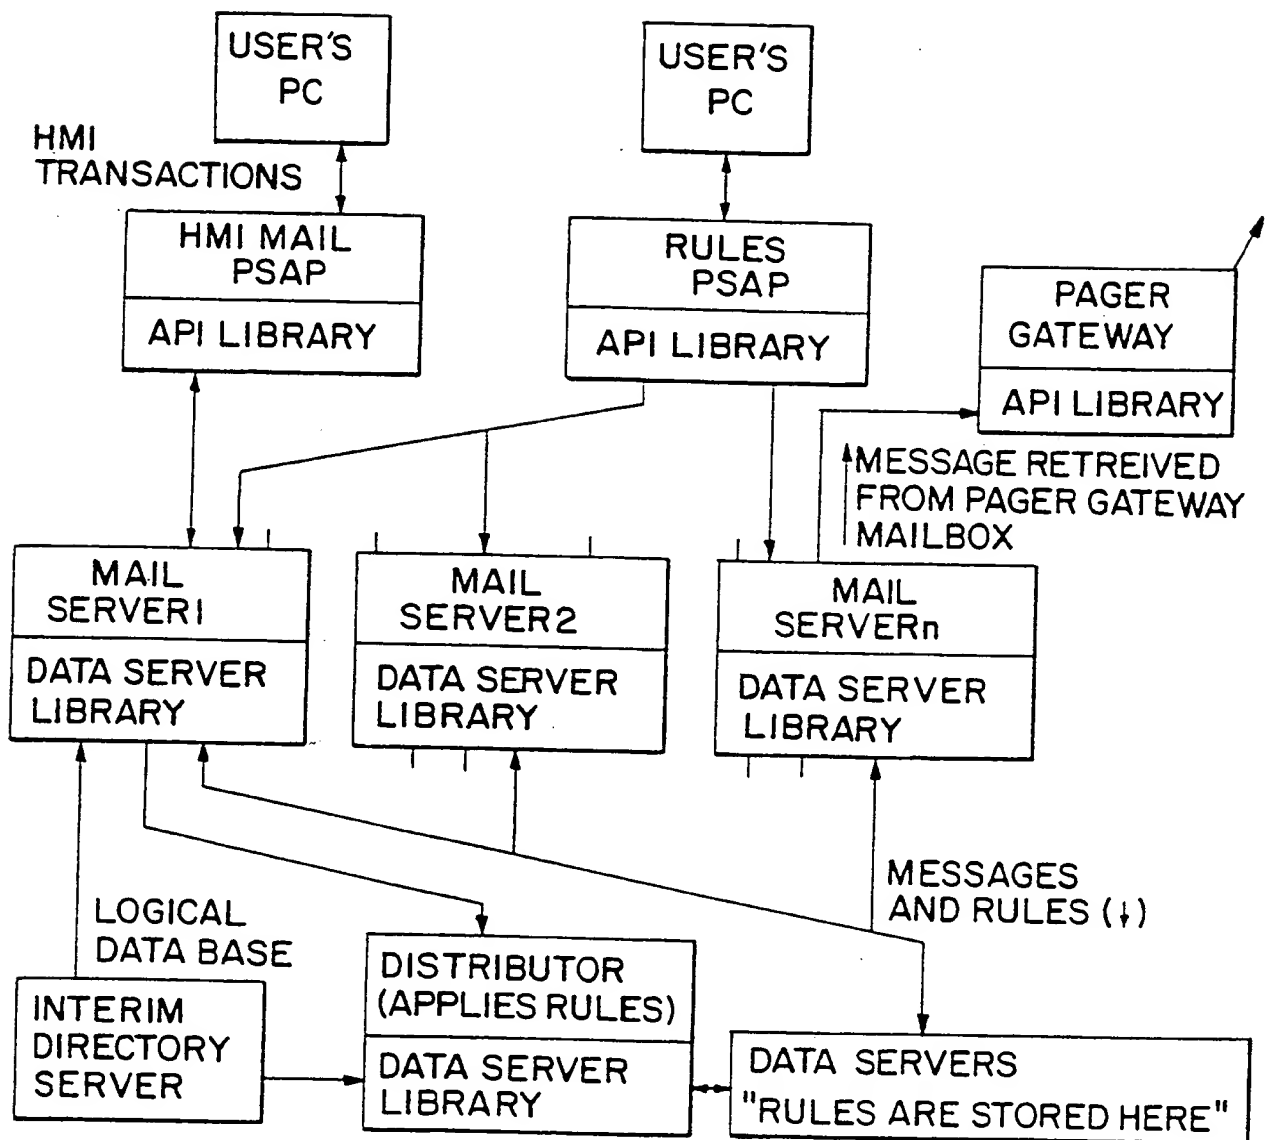 USER'S
PC
USER'S
PC
HMI
TRANSACTIONS
HMI MAIL
PSAP
API LIBRARY
RULES
PSAP
API LIBRARY
PAGER
GATEWAY
API LIBRARY
MESSAGE RETREIVED
FROM PAGER GATEWAY
MAILBOX
MAIL
SERVER1
DATA SERVER
LIBRARY
MAIL
SERVER2
DATA SERVER
LIBRARY
MAIL
SERVERn
DATA SERVER
LIBRARY
MESSAGES
AND RULES (↓)
LOGICAL
DATA BASE
INTERIM
DIRECTORY
SERVER
DISTRIBUTOR
(APPLIES RULES)
DATA SERVER
LIBRARY
DATA SERVERS
"RULES ARE STORED HERE"